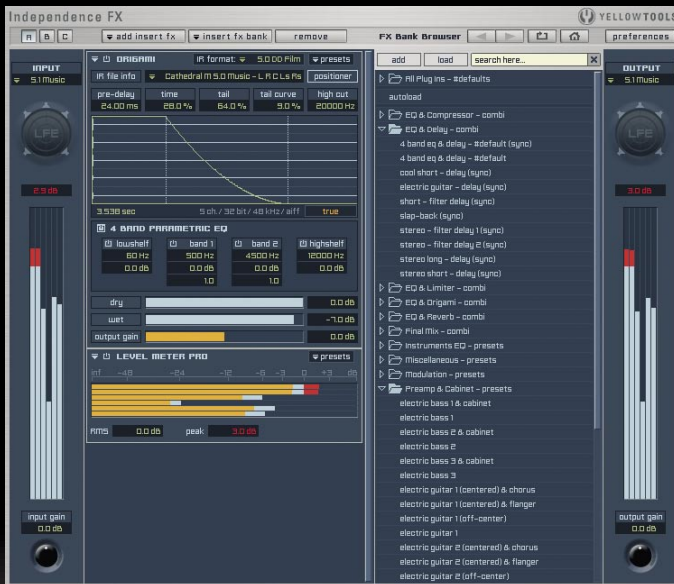 Independence FX
YELLOWTOOLS
A B C
add insert fx
insert fx bank
remove
FX Bank Browser
preferences
INPUT
5.1 Music
LFE
2.9 dB
input gain
0.0 dB
ORIGAMI
IR format:
5.0 DD Film
presets
IR file info
Cathedral M 5.0 Music - L R C Ls Rs
positioner
pre-delay time tail tail curve high cut
24.00 ms 28.0 % 64.0 % 9.0 % 20000 Hz
3.538 sec
5 ch. / 32 bit / 48 kHz / aiff
true
4 BAND PARAMETRIC EQ
lowshelf band 1 band 2 highshelf
60 Hz 500 Hz 4500 Hz 12000 Hz
0.0 dB 0.0 dB 0.0 dB 0.0 dB
1.0 1.0
dry 0.0 dB
wet -7.0 dB
output gain 0.0 dB
LEVEL METER PRO
presets
inf -48 -24 -12 -6 -3 0 +3 dB
RMS 0.0 dB peak 3.0 dB
add load search here...
All Plug Ins - #defaults
autoload
EQ & Compressor - combi
EQ & Delay - combi
4 band eq & delay - #default (sync)
4 band eq & delay - #default
cool short - delay (sync)
electric guitar - delay (sync)
short - filter delay (sync)
slap-back (sync)
stereo - filter delay 1 (sync)
stereo - filter delay 2 (sync)
stereo long - delay (sync)
stereo short - delay (sync)
EQ & Limiter - combi
EQ & Origami - combi
EQ & Reverb - combi
Final Mix - combi
Instruments EQ - presets
Miscellaneous - presets
Modulation - presets
Preamp & Cabinet - presets
electric bass 1 & cabinet
electric bass 1
electric bass 2 & cabinet
electric bass 2
electric bass 3 & cabinet
electric bass 3
electric guitar 1 (centered) & chorus
electric guitar 1 (centered) & flanger
electric guitar 1 (off-center)
electric guitar 1
electric guitar 2 (centered) & chorus
electric guitar 2 (centered) & flanger
electric guitar 2 (off-center)
OUTPUT
5.1 Music
LFE
3.0 dB
output gain
0.0 dB